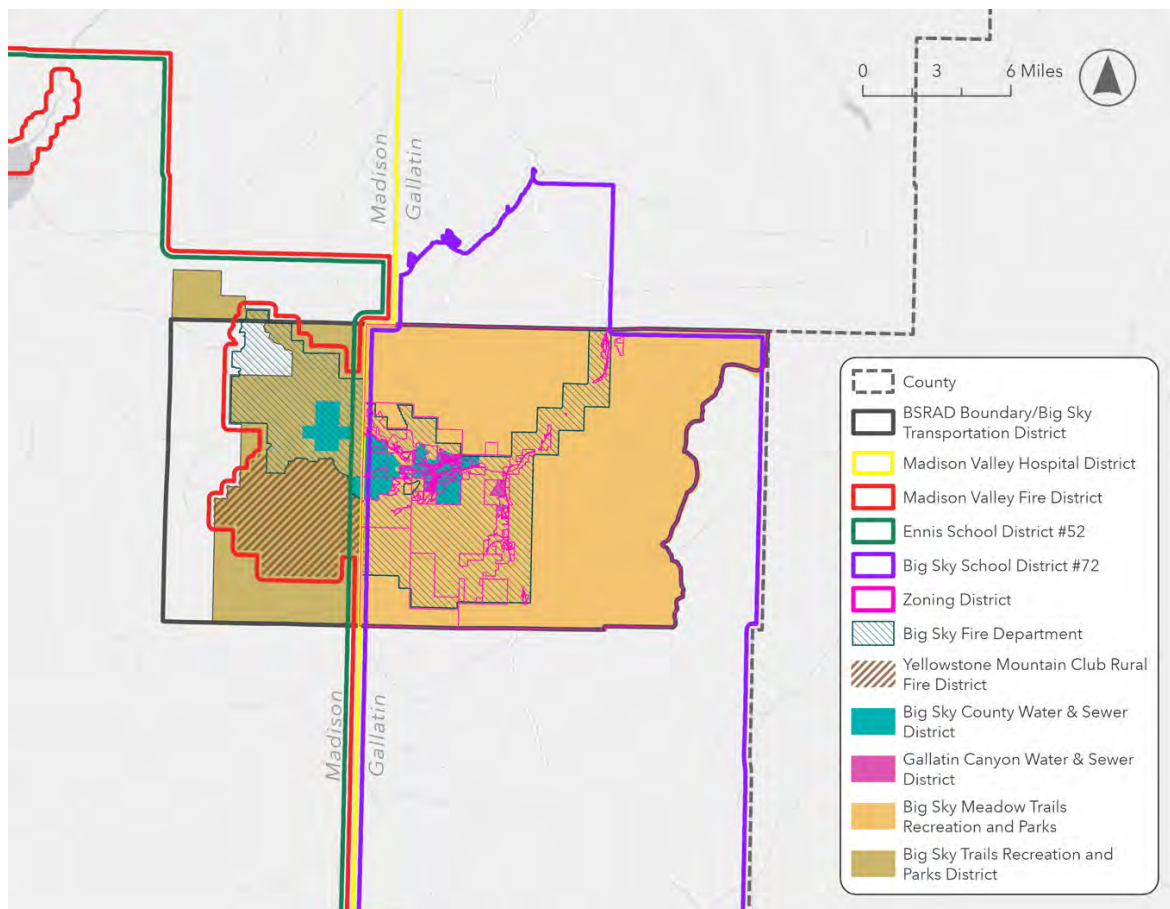 0 3 6 Miles
Madison
Gallatin
Madison
Gallatin
County
BSRAD Boundary/Big Sky
Transportation District
Madison Valley Hospital District
Madison Valley Fire District
Ennis School District #52
Big Sky School District #72
Zoning District
Big Sky Fire Department
Yellowstone Mountain Club Rural
Fire District
Big Sky County Water & Sewer
District
Gallatin Canyon Water & Sewer
District
Big Sky Meadow Trails
Recreation and Parks
Big Sky Trails Recreation and
Parks District